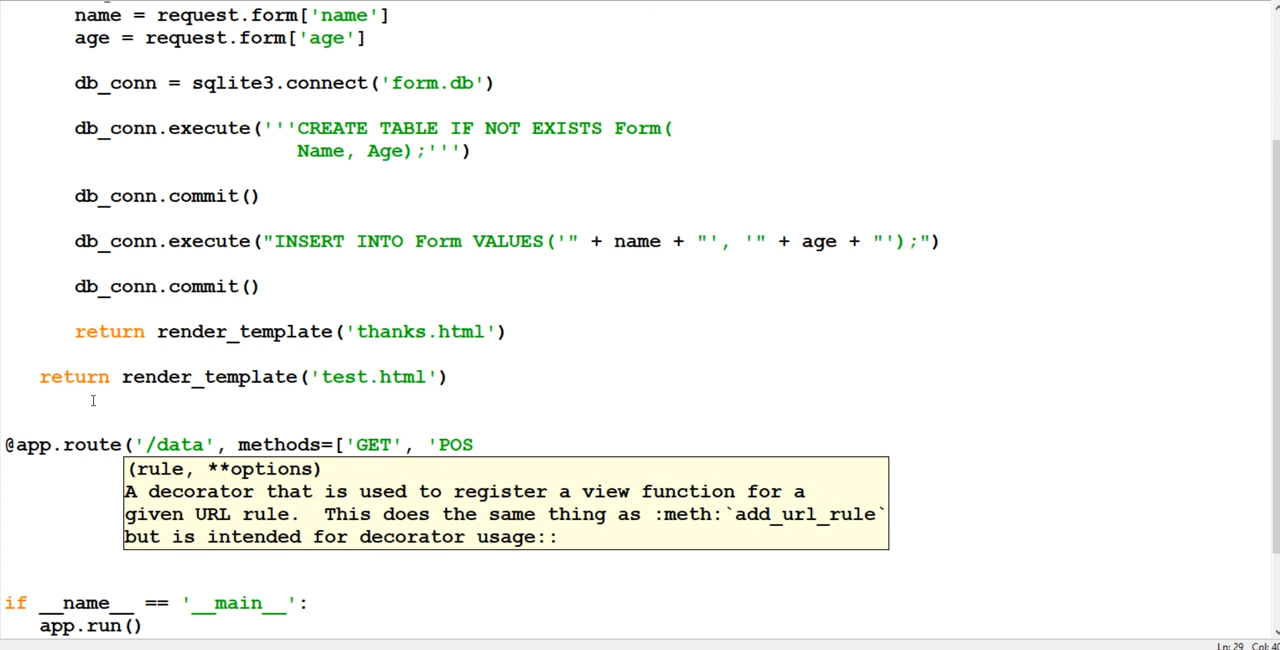 name = request.form['name']
age = request.form['age']
db_conn = sqlite3.connect('form.db')
db_conn.execute('''CREATE TABLE IF NOT EXISTS Form(
Name, Age);''')
db_conn.commit()
db_conn.execute("INSERT INTO Form VALUES('" + name + "', '" + age + "');")
db_conn.commit()
return render_template('thanks.html')
return render_template('test.html')
@app.route('/data', methods=['GET', 'POS
(rule, **options)
A decorator that is used to register a view function for a
given URL rule.  This does the same thing as :meth:`add_url_rule`
but is intended for decorator usage::
if __name__ == '__main__':
app.run()
Ln: 29 Col: 40